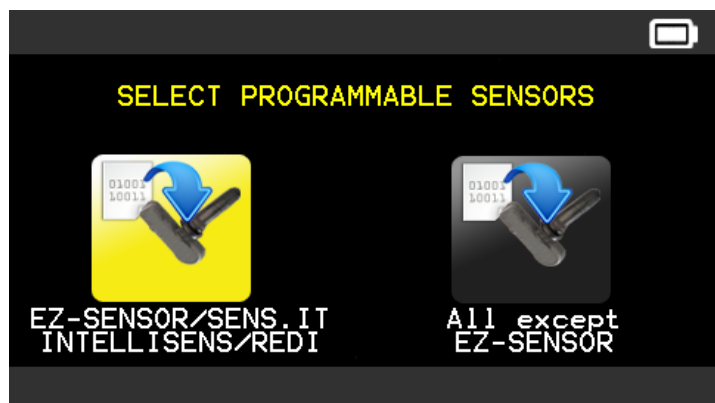 SELECT PROGRAMMABLE SENSORS
01001
10011
01001
10011
EZ-SENSOR/SENS.IT
INTELLISENS/REDI
All except
EZ-SENSOR